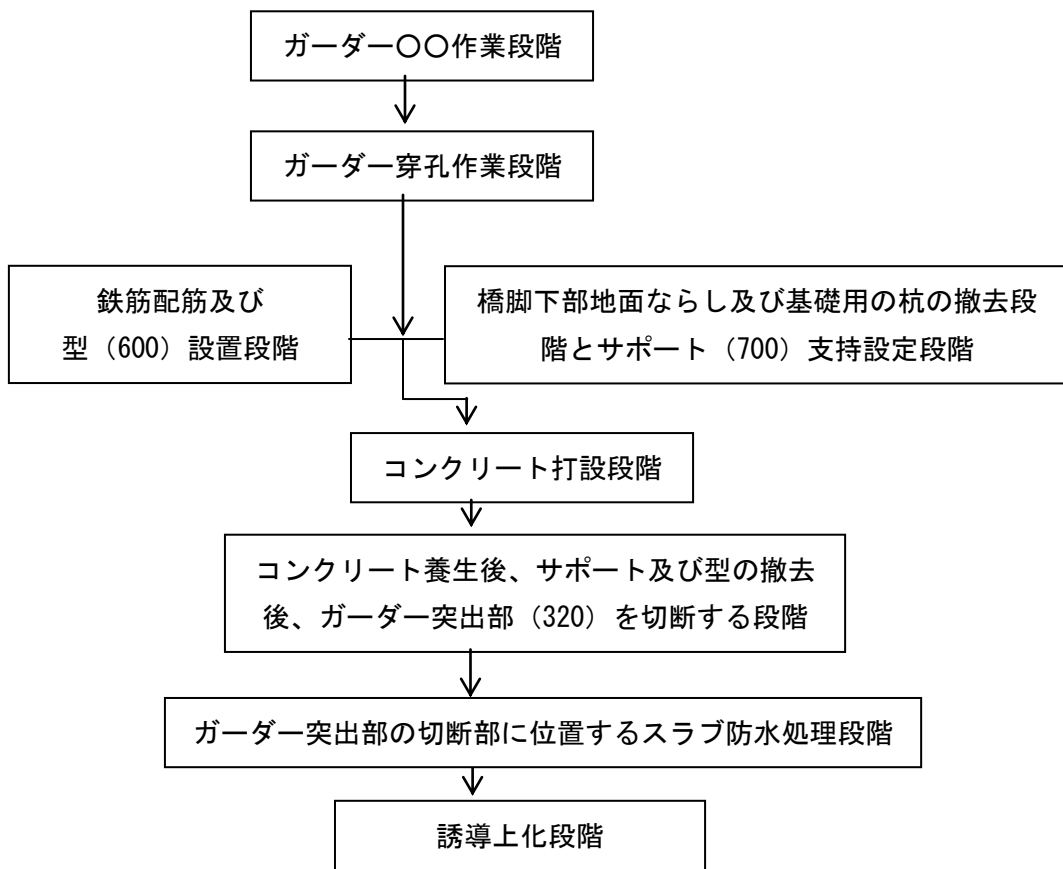 ガーダー〇〇作業段階
ガーダー穿孔作業段階
鉄筋配筋及び
型（600）設置段階
橋脚下部地面ならし及び基礎用の杭の撤去段
階とサポート（700）支持設定段階
コンクリート打設段階
コンクリート養生後、サポート及び型の撤去
後、ガーダー突出部（320）を切断する段階
ガーダー突出部の切断部に位置するスラブ防水処理段階
誘導上化段階